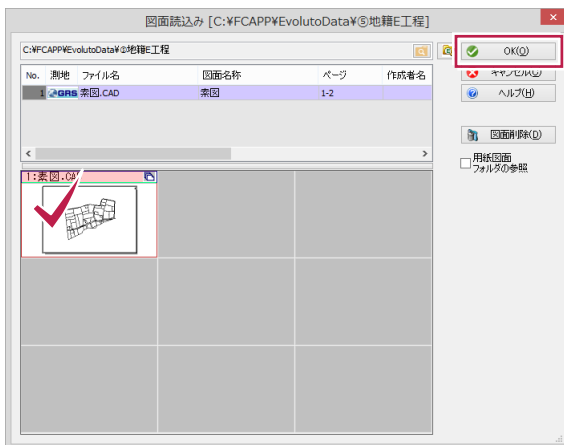 図面読込み [C:¥FCAPP¥EvolutoData¥⑤地籍E工程]
×
C:¥FCAPP¥EvolutoData¥⑤地籍E工程
OK(O)
No. 測地 ファイル名 図面名称 ページ 作成者名
キャンセル(C)
1 GRS 素図.CAD 素図 1-2
ヘルプ(H)
図面削除(D)
用紙図面
フォルダの参照
1:素図.CA